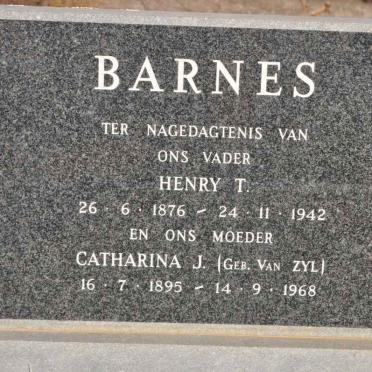 BARNES
TER NAGEDAGTENIS VAN
ONS VADER
HENRY T.
26 · 6 · 1876 – 24 · 11 · 1942
EN ONS MOEDER
CATHARINA J. (GEB. VAN ZYL)
16 · 7 · 1895 – 14 · 9 · 1968